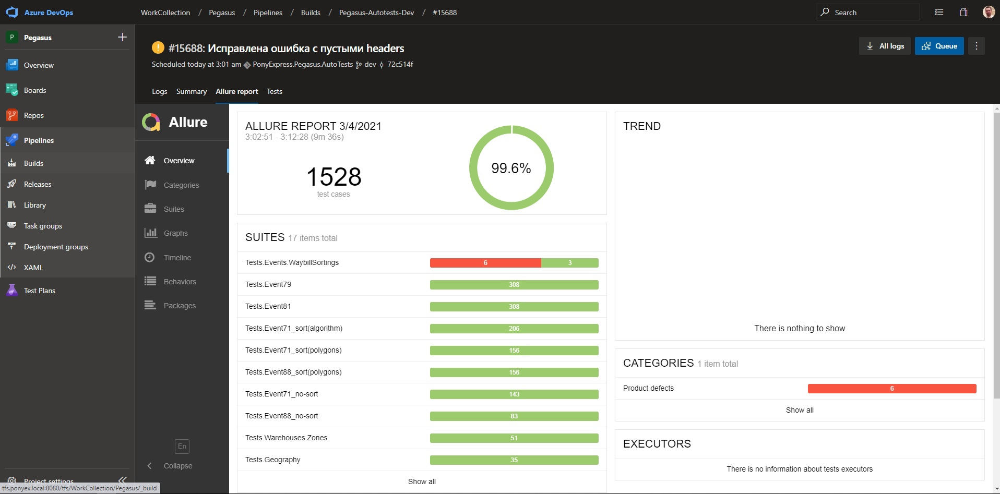 Azure DevOps
WorkCollection / Pegasus / Pipelines / Builds / Pegasus-Autotests-Dev / #15688
Search
P Pegasus
Overview
Boards
Repos
Pipelines
Builds
Releases
Library
Task groups
Deployment groups
XAML
Test Plans
Project settings
tfs.ponyex.local:8080/tfs/WorkCollection/Pegasus/_build
#15688: Исправлена ошибка с пустыми headers
Scheduled today at 3:01 am PonyExpress.Pegasus.AutoTests dev 72c514f
All logs
Queue
Logs Summary Allure report Tests
Allure
Overview
Categories
Suites
Graphs
Timeline
Behaviors
Packages
En
Collapse
ALLURE REPORT 3/4/2021
3:02:51 - 3:12:28 (9m 36s)
1528
test cases
99.6%
SUITES 17 items total
Tests.Events.WaybillSortings 6 3
Tests.Event79 308
Tests.Event81 308
Tests.Event71_sort(algorithm) 206
Tests.Event71_sort(polygons) 156
Tests.Event88_sort(polygons) 156
Tests.Event71_no-sort 143
Tests.Event88_no-sort 83
Tests.Warehouses.Zones 51
Tests.Geography 35
Show all
TREND
There is nothing to show
CATEGORIES 1 item total
Product defects 6
Show all
EXECUTORS
There is no information about tests executors